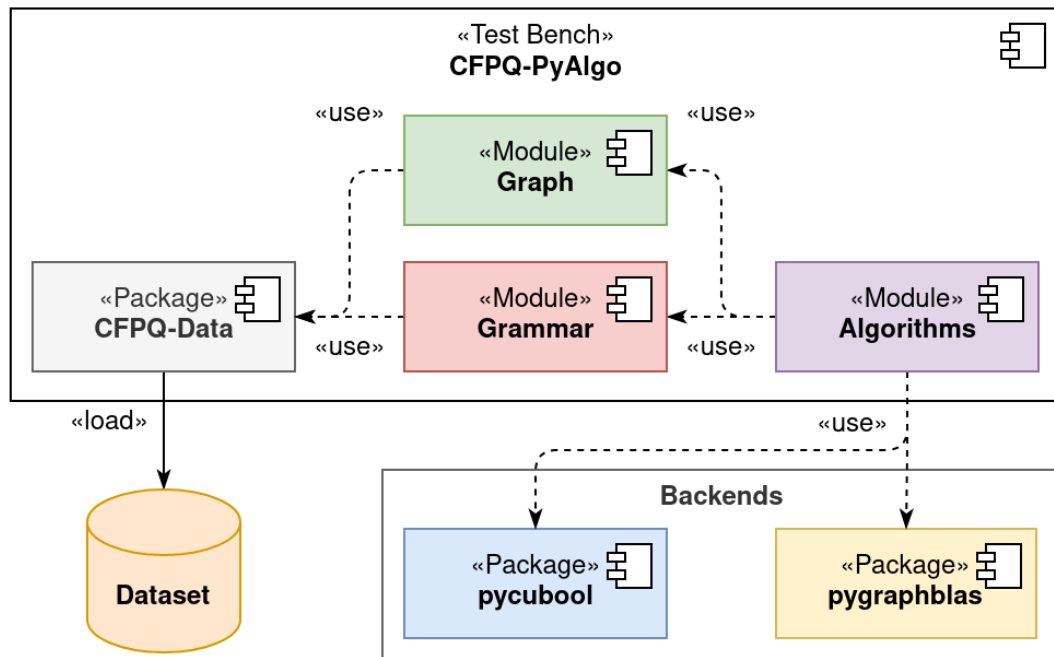 «Test Bench»
CFPQ-PyAlgo
«use»
«use»
«Module»
Graph
«Package»
CFPQ-Data
«Module»
Grammar
«Module»
Algorithms
«use»
«use»
«load»
«use»
Backends
Dataset
«Package»
pycubool
«Package»
pygraphblas